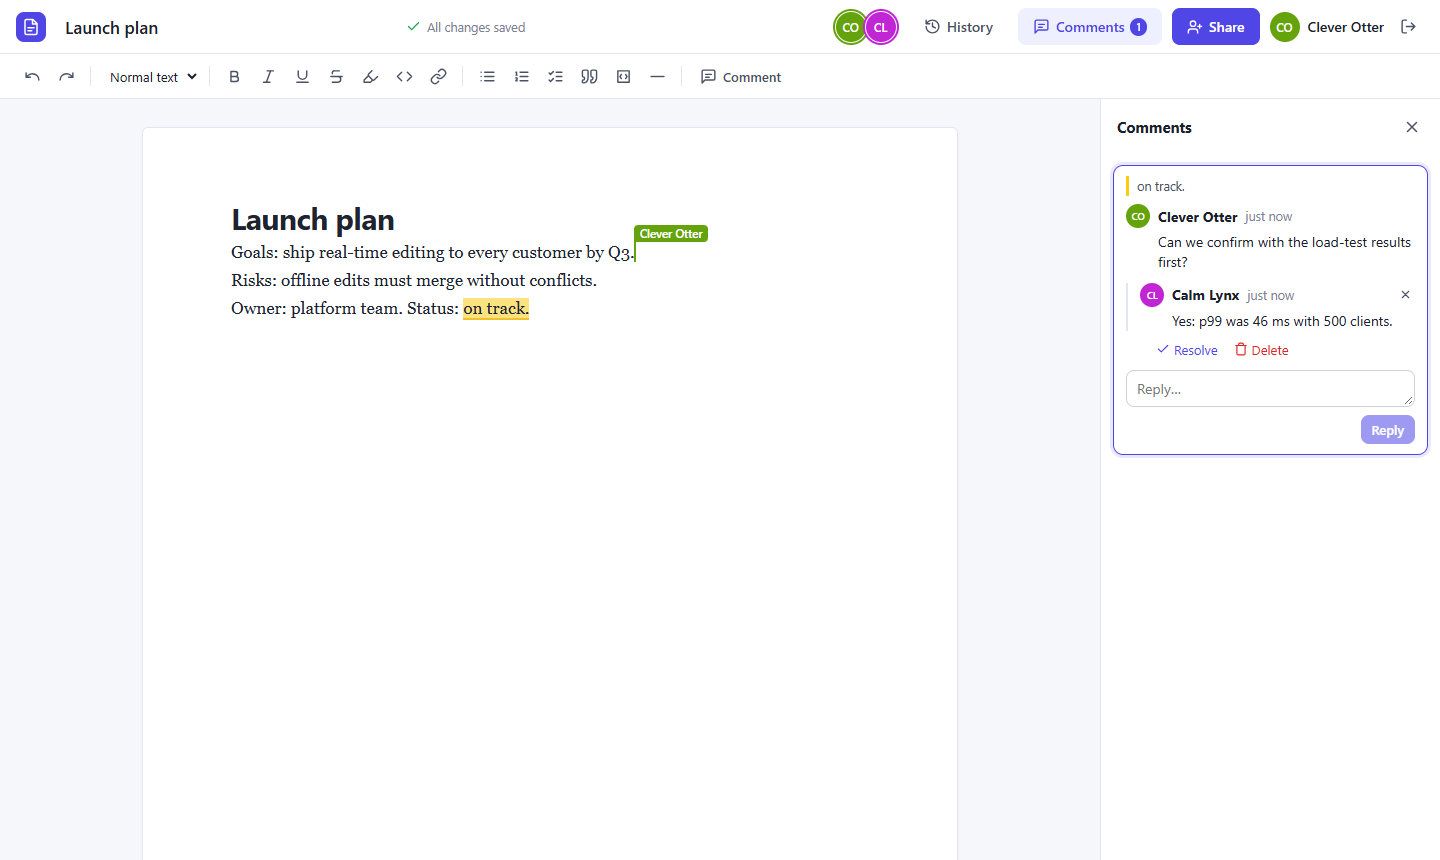 Launch plan
All changes saved
CO
CL
History
Comments 1
Share
CO
Clever Otter
Normal text
Comment
Launch plan
Clever Otter
Goals: ship real-time editing to every customer by Q3.
Risks: offline edits must merge without conflicts.
Owner: platform team. Status: on track.
Comments
on track.
CO
Clever Otter just now
Can we confirm with the load-test results
first?
CL
Calm Lynx just now
Yes: p99 was 46 ms with 500 clients.
Resolve
Delete
Reply...
Reply